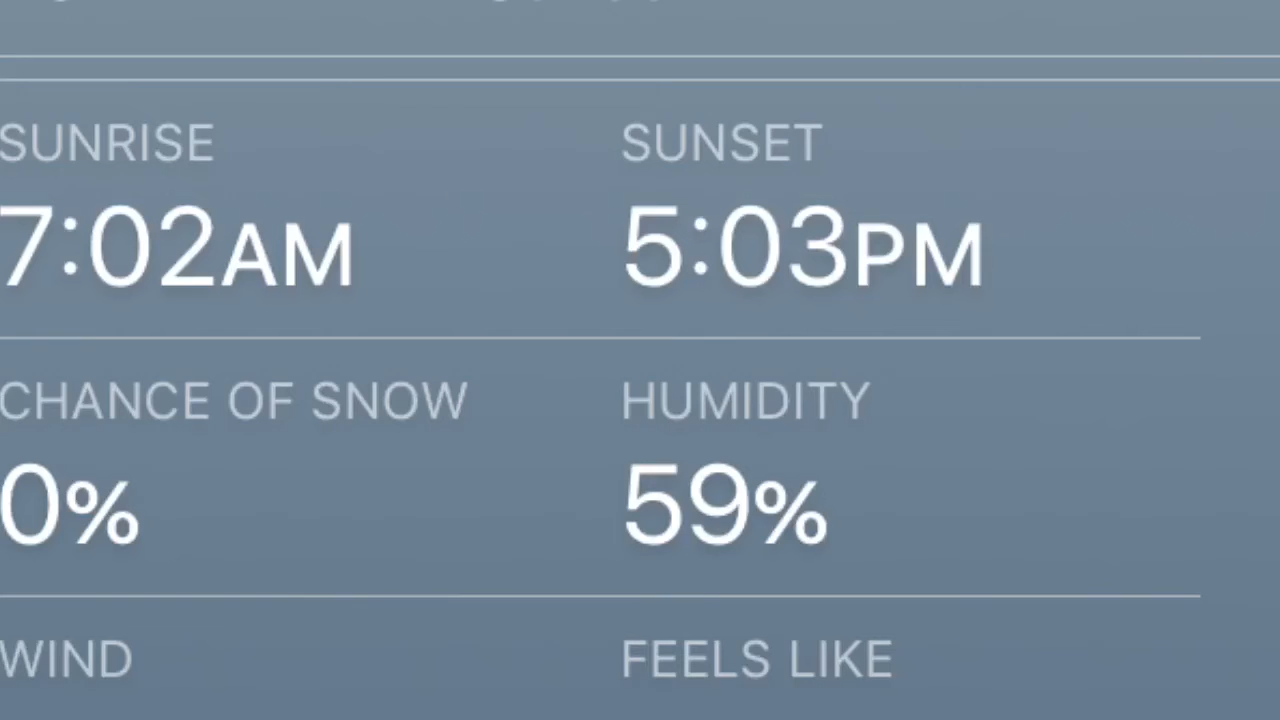 SUNRISE SUNSET
7:02AM 5:03PM
CHANCE OF SNOW HUMIDITY
0% 59%
WIND FEELS LIKE